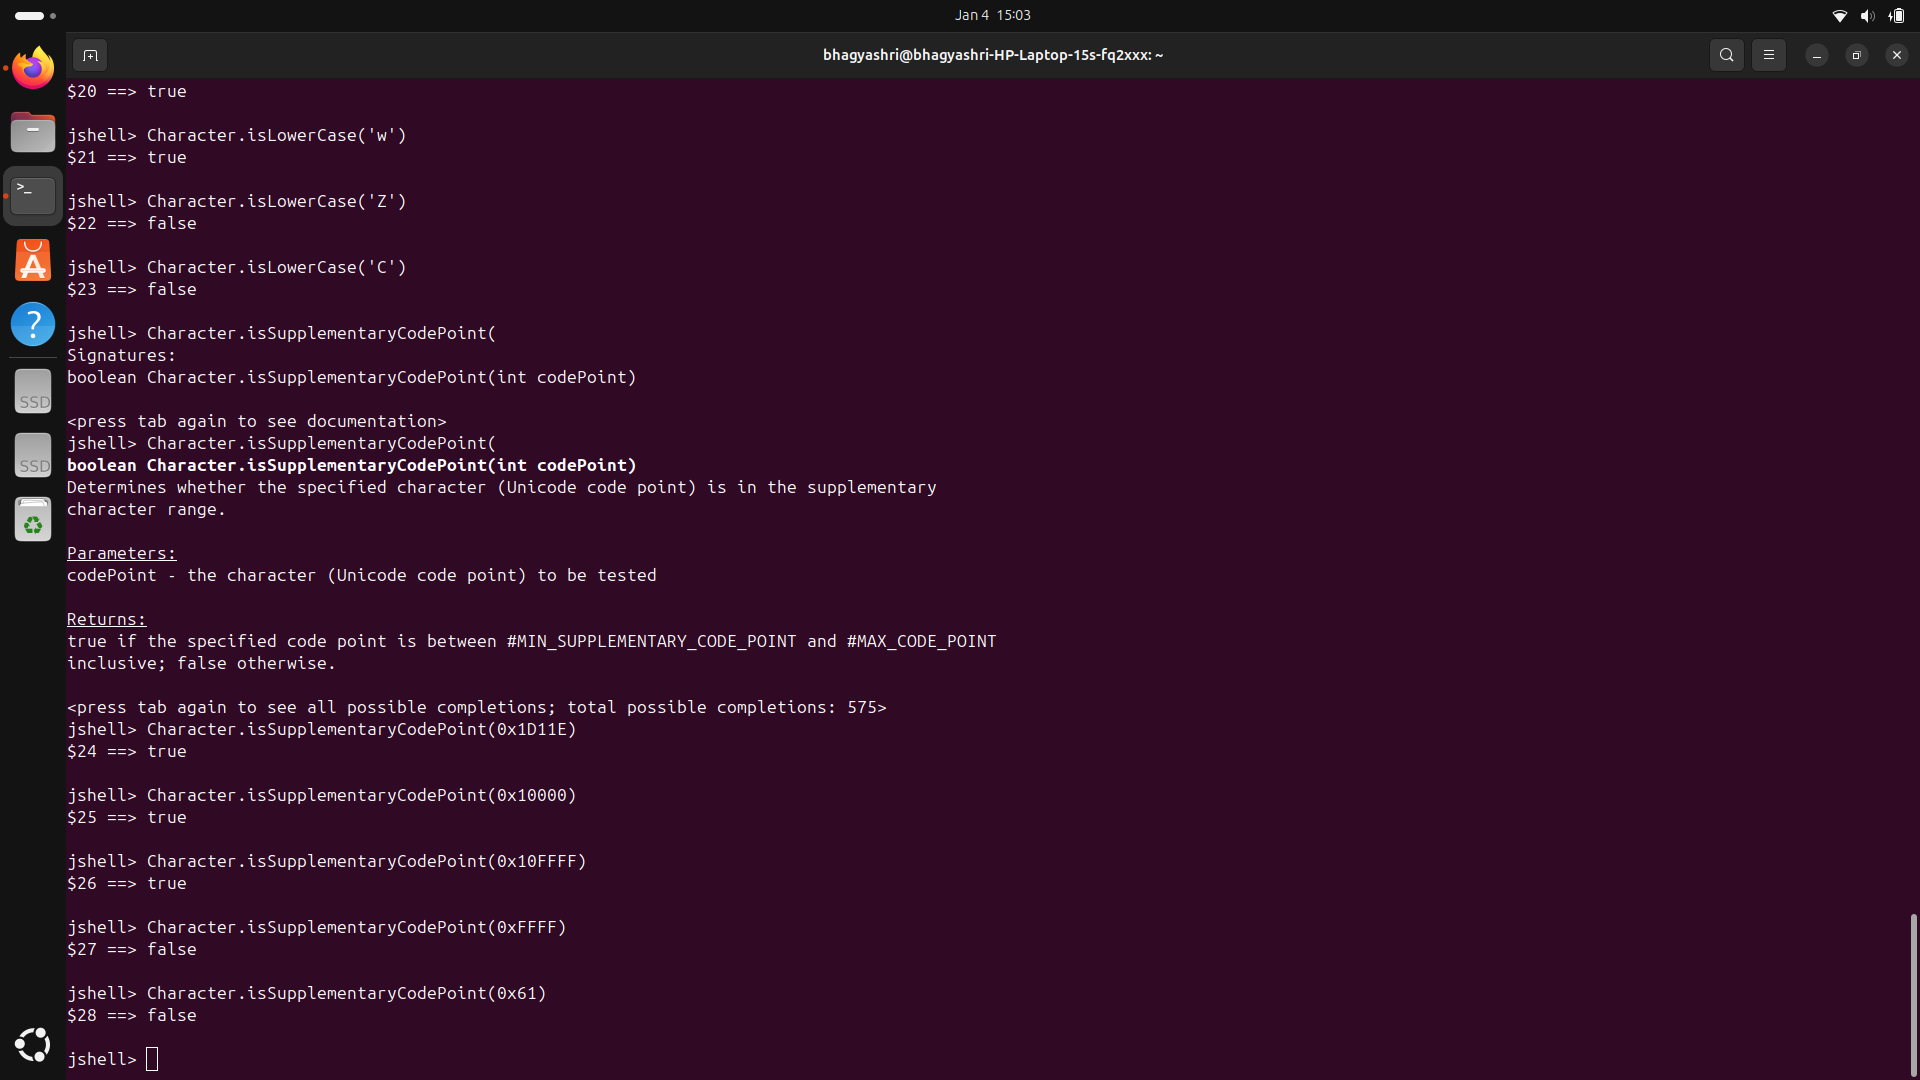 Jan 4 15:03
bhagyashri@bhagyashri-HP-Laptop-15s-fq2xxx: ~
$20 ==> true
jshell> Character.isLowerCase('w')
$21 ==> true
jshell> Character.isLowerCase('Z')
$22 ==> false
jshell> Character.isLowerCase('C')
$23 ==> false
jshell> Character.isSupplementaryCodePoint(
Signatures:
boolean Character.isSupplementaryCodePoint(int codePoint)
<press tab again to see documentation>
jshell> Character.isSupplementaryCodePoint(
boolean Character.isSupplementaryCodePoint(int codePoint)
Determines whether the specified character (Unicode code point) is in the supplementary
character range.
Parameters:
codePoint - the character (Unicode code point) to be tested
Returns:
true if the specified code point is between #MIN_SUPPLEMENTARY_CODE_POINT and #MAX_CODE_POINT
inclusive; false otherwise.
<press tab again to see all possible completions; total possible completions: 575>
jshell> Character.isSupplementaryCodePoint(0x1D11E)
$24 ==> true
jshell> Character.isSupplementaryCodePoint(0x10000)
$25 ==> true
jshell> Character.isSupplementaryCodePoint(0x10FFFF)
$26 ==> true
jshell> Character.isSupplementaryCodePoint(0xFFFF)
$27 ==> false
jshell> Character.isSupplementaryCodePoint(0x61)
$28 ==> false
jshell>
>_
A
?
SSD
SSD